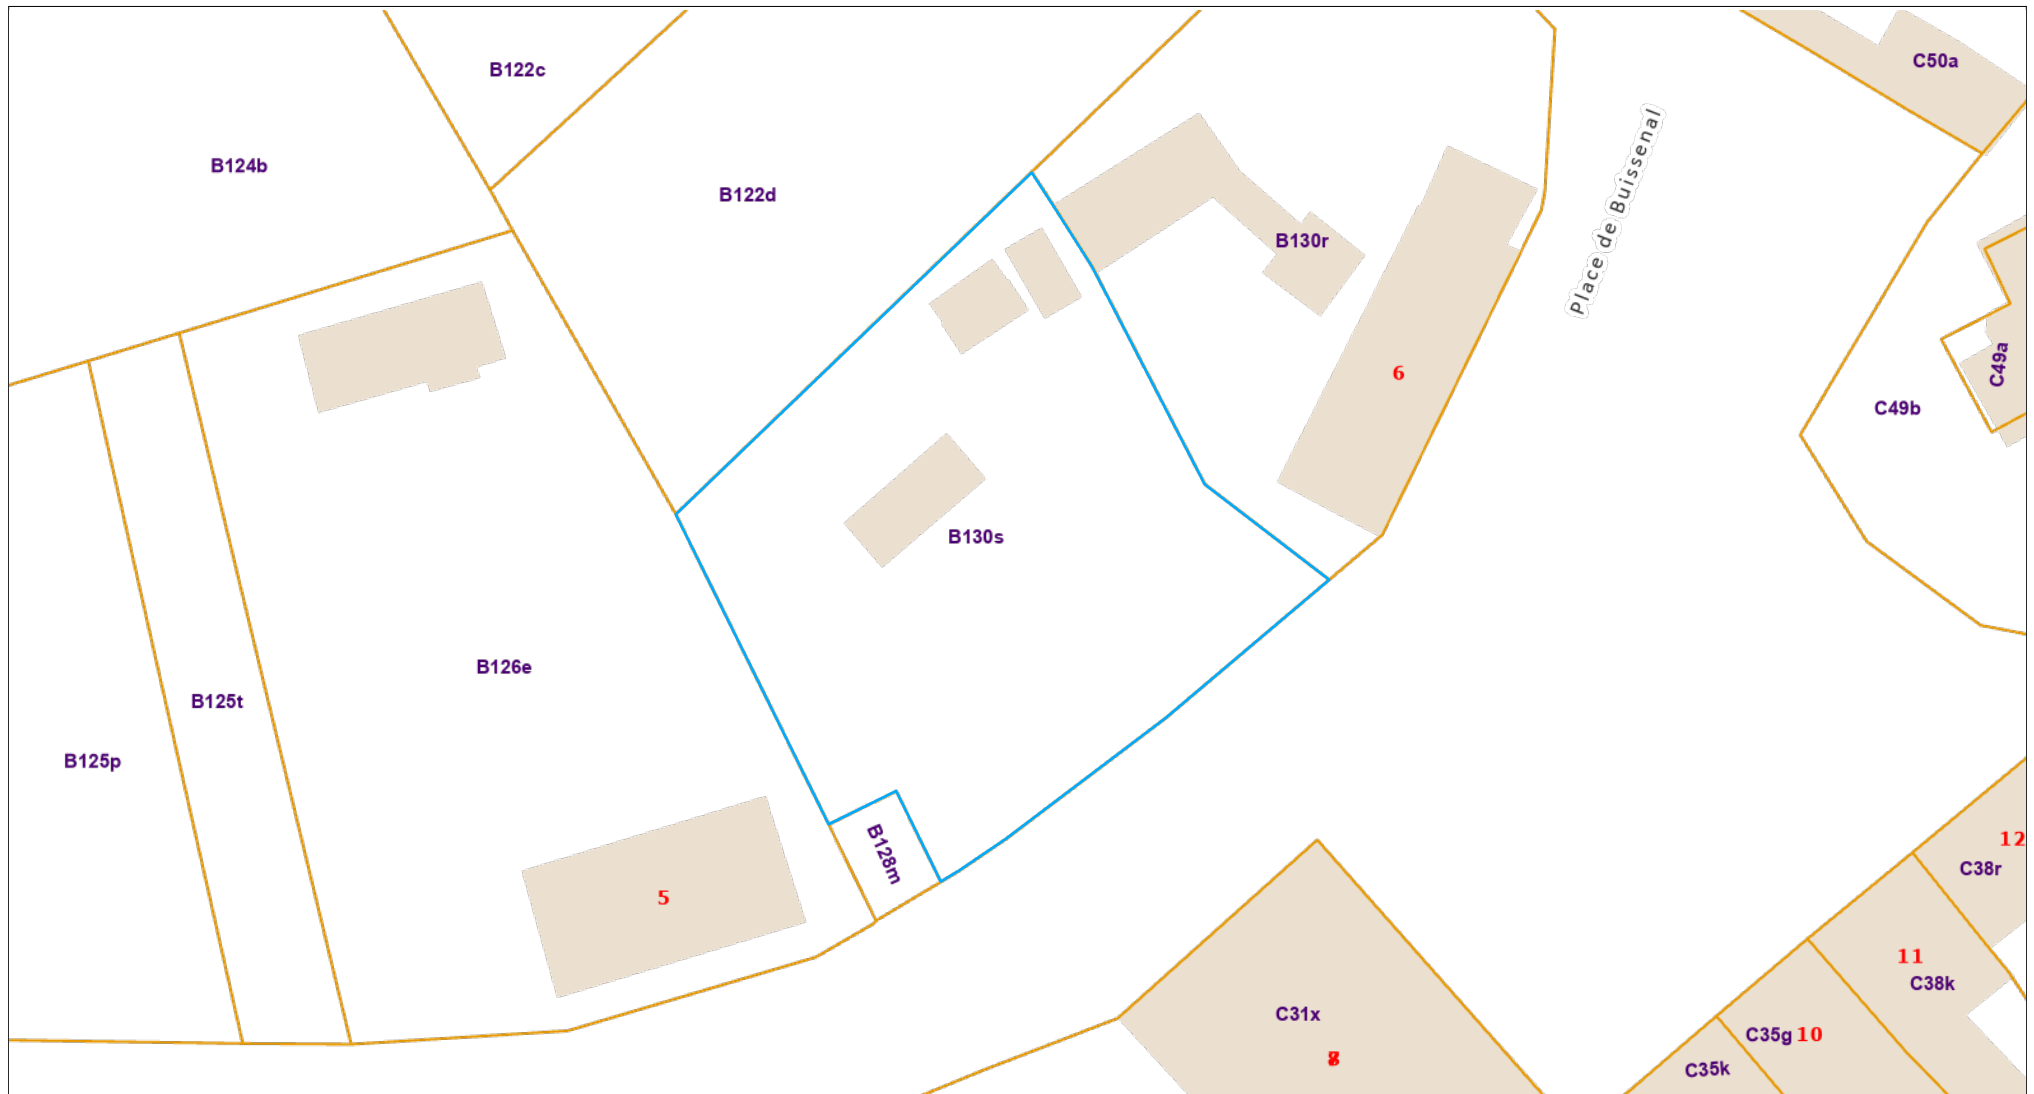 B122c
C50a
B124b
B122d
Place de Buissenal
B130r
6
C49a
C49b
B130s
B126e
B125t
B125p
12
B128m
C38r
5
11
C38k
C31x
C35g 10
C35k